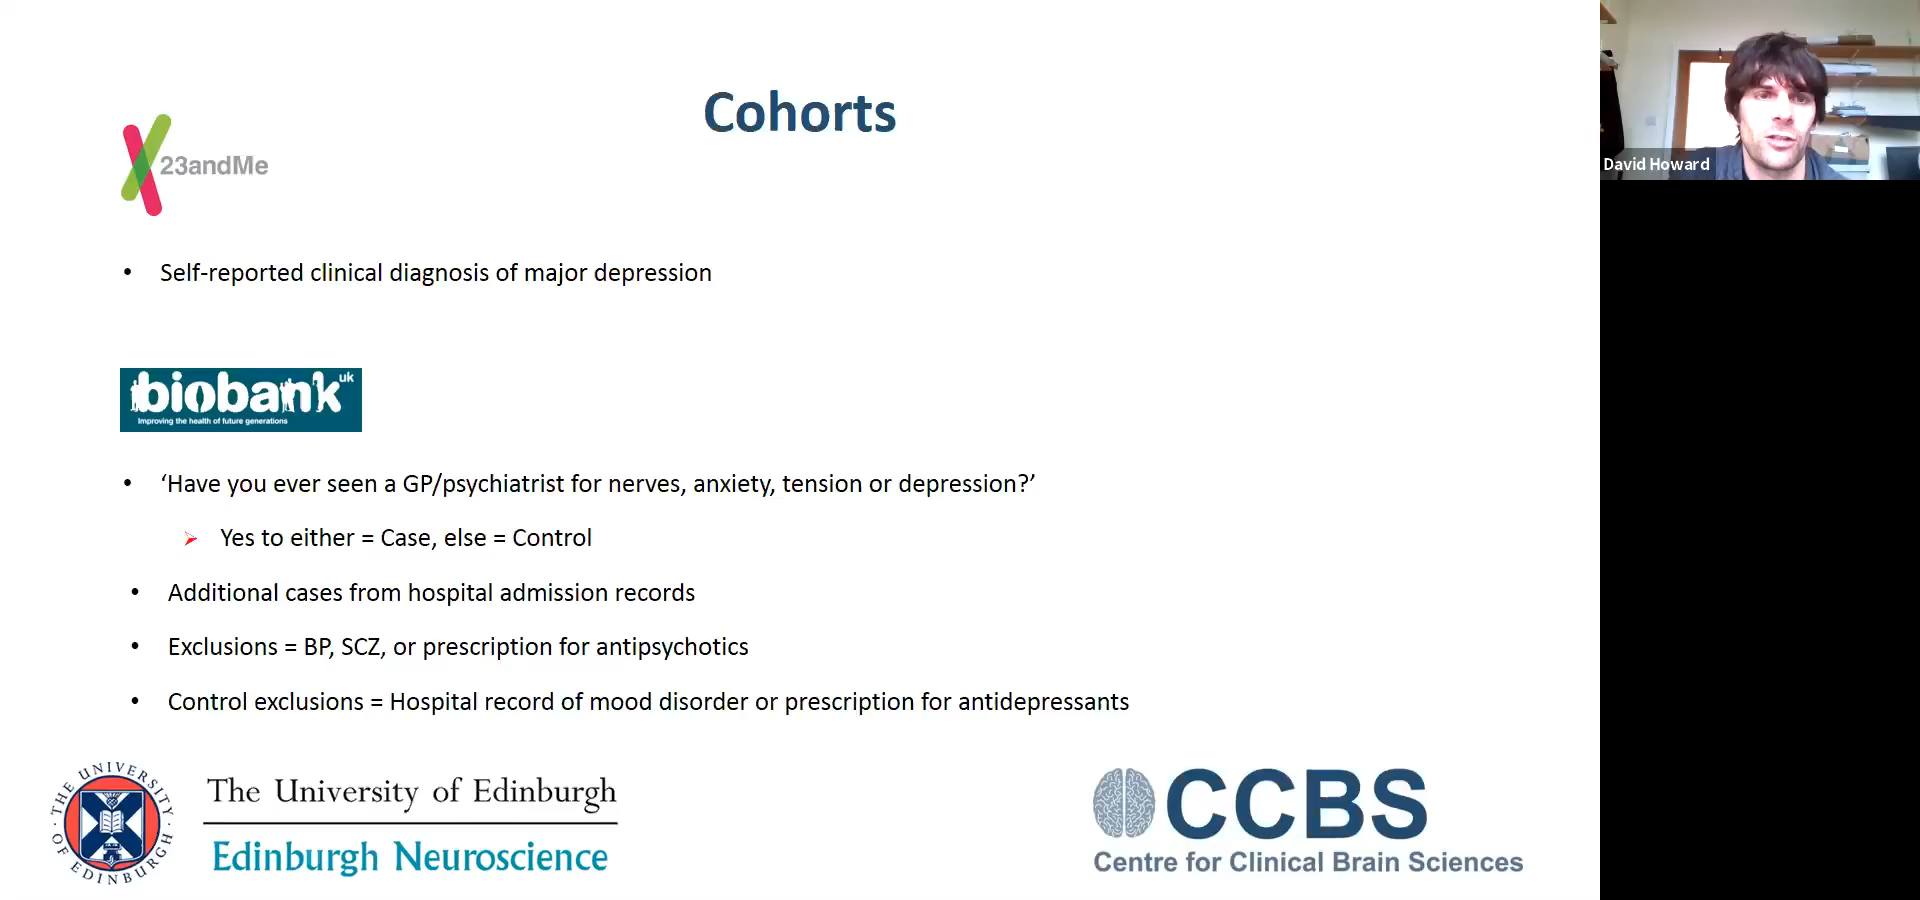 Cohorts
23andMe
David Howard
• Self-reported clinical diagnosis of major depression
biobank uk
Improving the health of future generations
• ‘Have you ever seen a GP/psychiatrist for nerves, anxiety, tension or depression?’
➢ Yes to either = Case, else = Control
• Additional cases from hospital admission records
• Exclusions = BP, SCZ, or prescription for antipsychotics
• Control exclusions = Hospital record of mood disorder or prescription for antidepressants
THE UNIVERSITY OF EDINBURGH
The University of Edinburgh
Edinburgh Neuroscience
CCBS
Centre for Clinical Brain Sciences